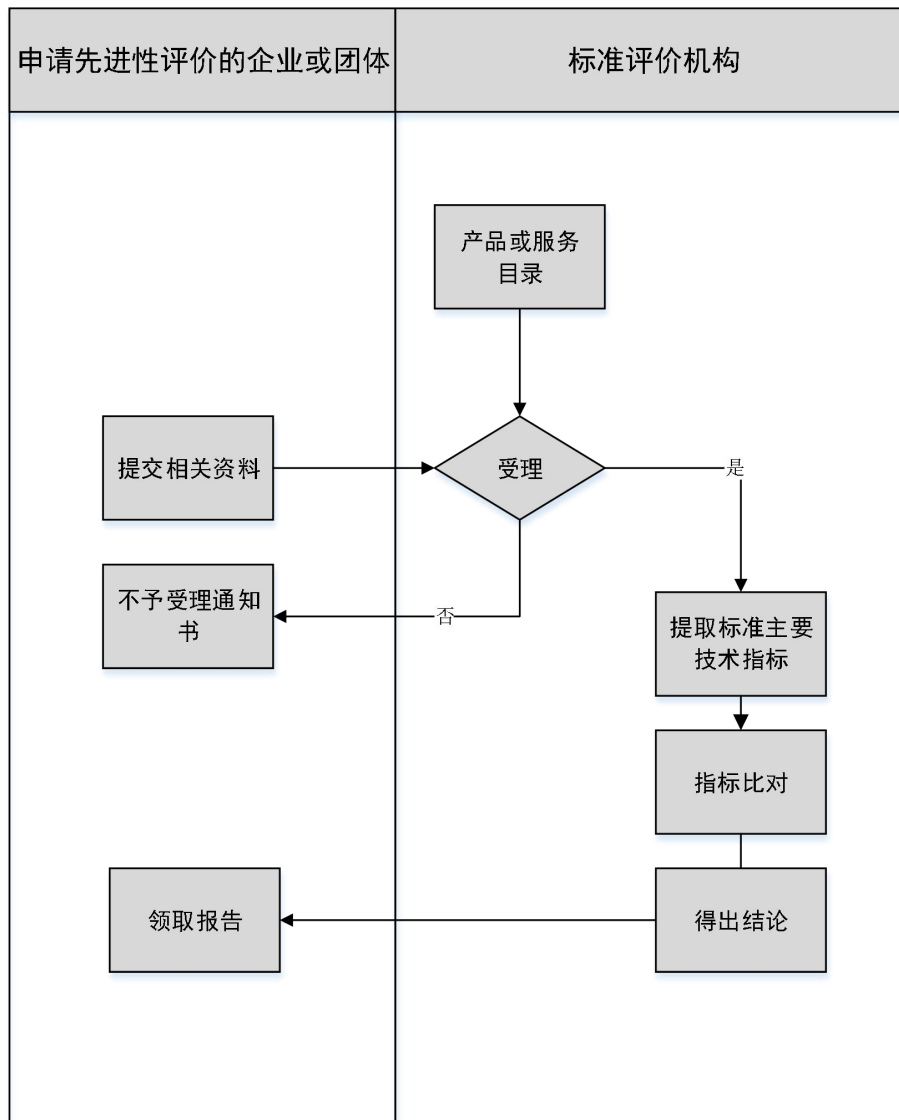 申请先进性评价的企业或团体
标准评价机构
产品或服务
目录
提交相关资料
受理
是
不予受理通知
书
否
提取标准主要
技术指标
指标比对
领取报告
得出结论